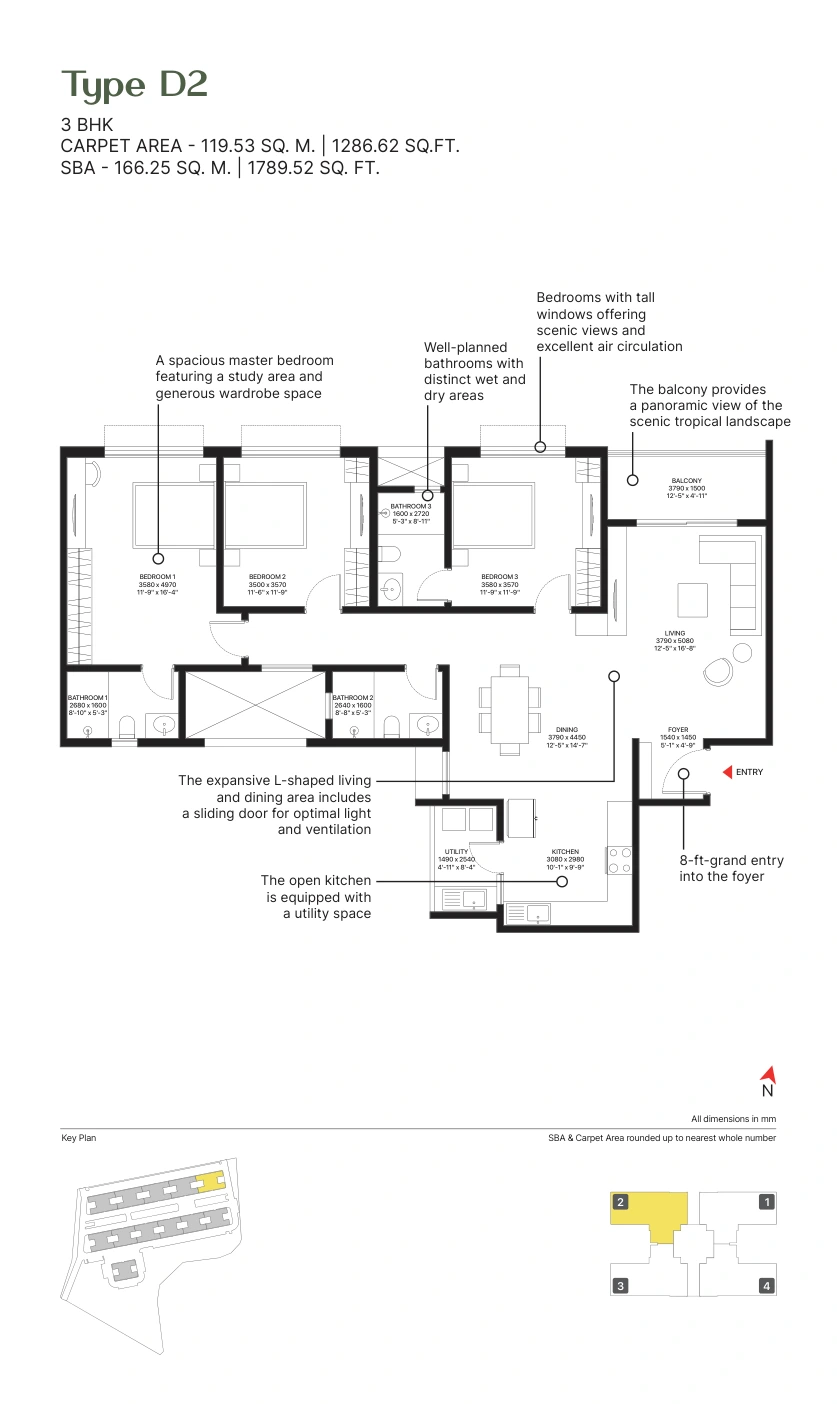 Type D2
3 BHK
CARPET AREA - 119.53 SQ. M. | 1286.62 SQ.FT.
SBA - 166.25 SQ. M. | 1789.52 SQ. FT.
Bedrooms with tall
windows offering
scenic views and
excellent air circulation
Well-planned
bathrooms with
distinct wet and
dry areas
A spacious master bedroom
featuring a study area and
generous wardrobe space
The balcony provides
a panoramic view of the
scenic tropical landscape
BALCONY
3790 x 1500
12'-5" x 4'-11"
BATHROOM 3
1600 x 2720
5'-3" x 8'-11"
BEDROOM 1
3580 x 4970
11'-9" x 16'-4"
BEDROOM 2
3500 x 3570
11'-6" x 11'-9"
BEDROOM 3
3580 x 3570
11'-9" x 11'-9"
LIVING
3790 x 5080
12'-5" x 16'-8"
BATHROOM 1
2680 x 1600
8'-10" x 5'-3"
BATHROOM 2
2640 x 1600
8'-8" x 5'-3"
DINING
3790 x 4450
12'-5" x 14'-7"
FOYER
1540 x 1450
5'-1" x 4'-9"
ENTRY
The expansive L-shaped living
and dining area includes
a sliding door for optimal light
and ventilation
UTILITY
1490 x 2540
4'-11" x 8'-4"
KITCHEN
3080 x 2980
10'-1" x 9'-9"
8-ft-grand entry
into the foyer
The open kitchen
is equipped with
a utility space
N
All dimensions in mm
Key Plan
SBA & Carpet Area rounded up to nearest whole number
2
1
3
4